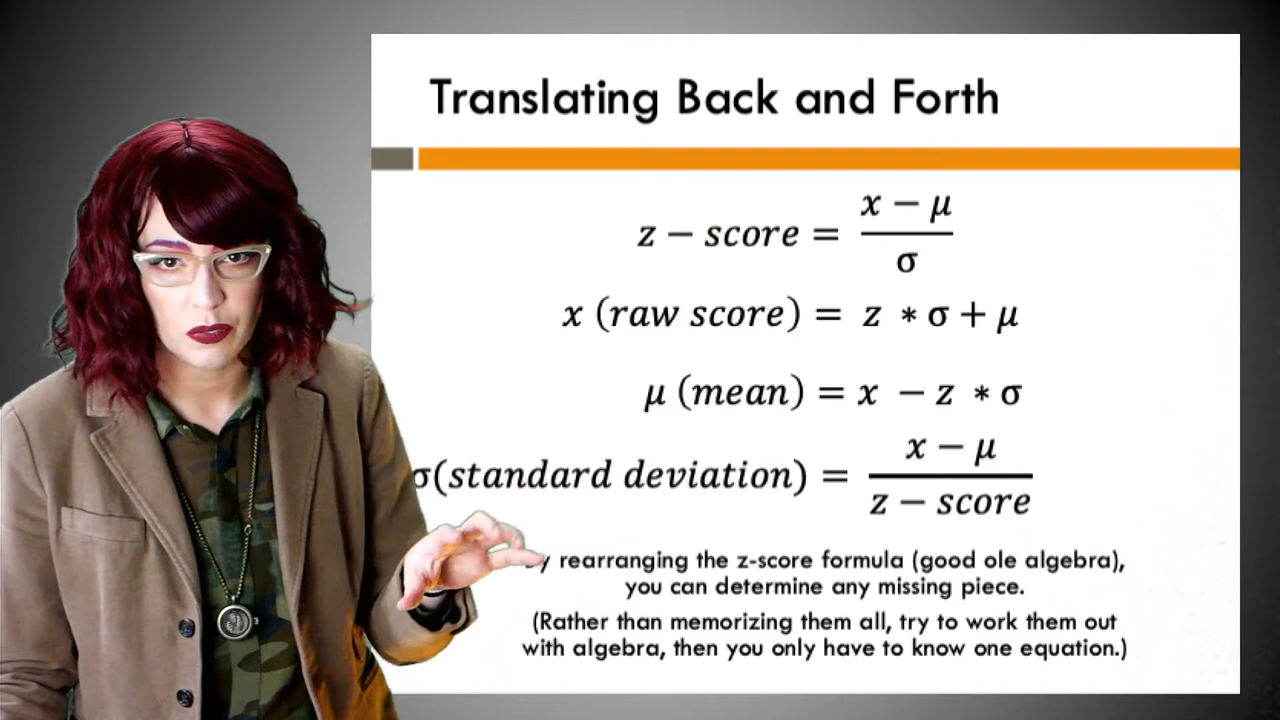 Translating Back and Forth
z − score = x − μ / σ
x (raw score) = z * σ + μ
μ (mean) = x − z * σ
σ(standard deviation) = x − μ / z − score
rearranging the z-score formula (good ole algebra),
you can determine any missing piece.
(Rather than memorizing them all, try to work them out
with algebra, then you only have to know one equation.)